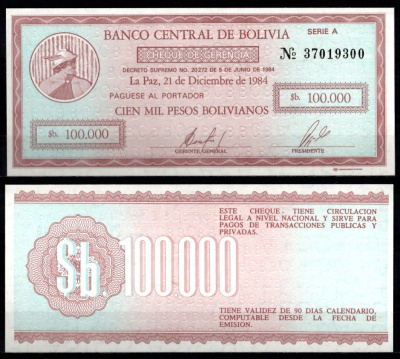 BANCO CENTRAL DE BOLIVIA
SERIE A
CHEQUE DE GERENCIA
Nº 37019300
DECRETO SUPREMO NO. 20272 DE 5 DE JUNIO DE 1984
La Paz, 21 de Diciembre de 1984
PAGUESE AL PORTADOR
$b. 100.000
CIEN MIL PESOS BOLIVIANOS
$b. 100.000
GERENTE GENERAL
PRESIDENTE
ESTE CHEQUE, TIENE CIRCULACION
LEGAL A NIVEL NACIONAL Y SIRVE PARA
PAGOS DE TRANSACCIONES PUBLICAS Y
PRIVADAS.
$b. 100000
TIENE VALIDEZ DE 90 DIAS CALENDARIO,
COMPUTABLE DESDE LA FECHA DE
EMISION.